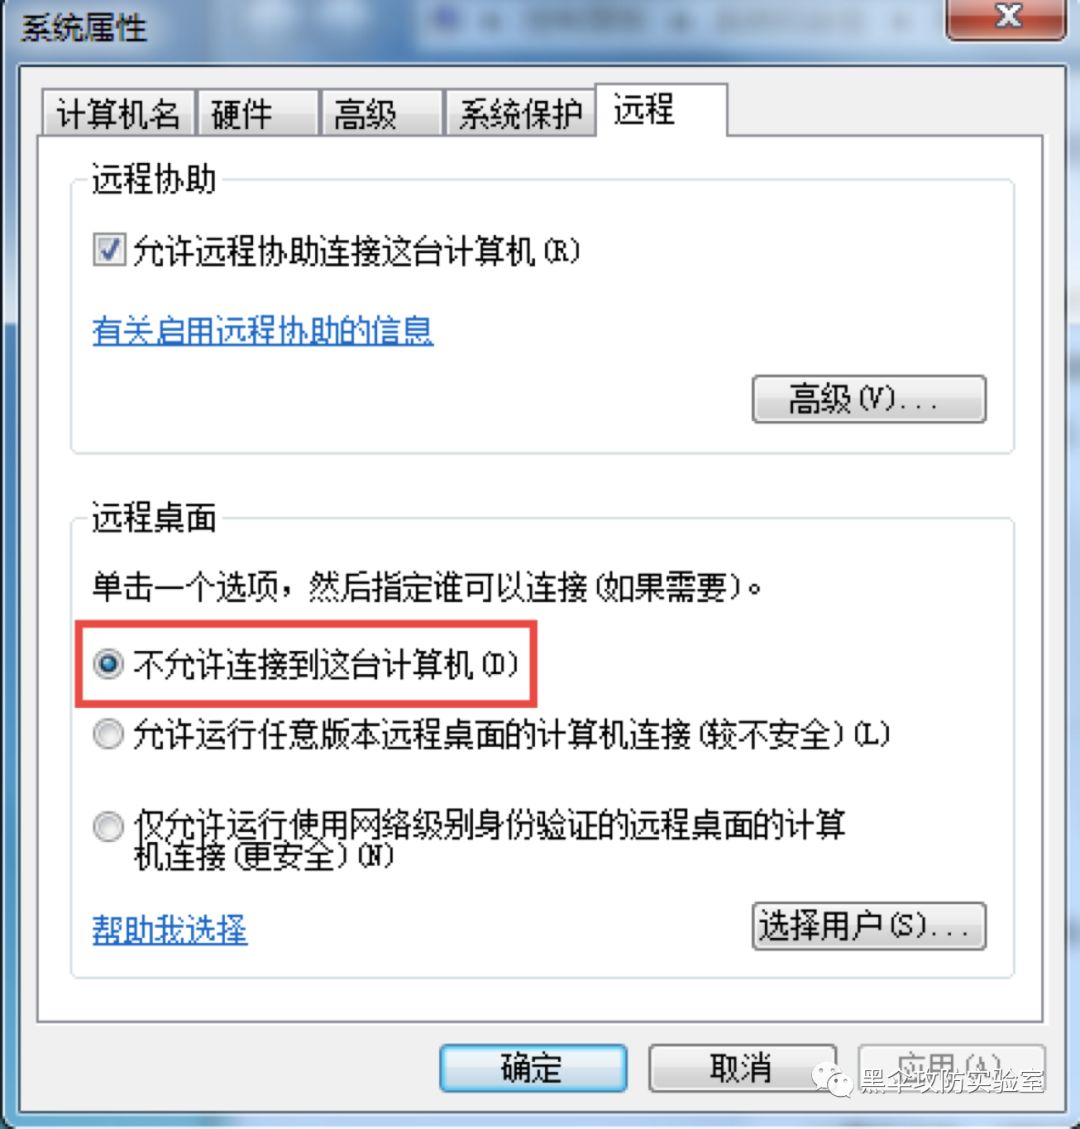 系统属性
计算机名 硬件 高级 系统保护 远程
远程协助
允许远程协助连接这台计算机(R)
有关启用远程协助的信息
高级(V)...
远程桌面
单击一个选项，然后指定谁可以连接(如果需要)。
不允许连接到这台计算机(D)
允许运行任意版本远程桌面的计算机连接(较不安全)(L)
仅允许运行使用网络级别身份验证的远程桌面的计算
机连接(更安全)(N)
帮助我选择
选择用户(S)...
确定 取消 应用(A)
黑伞攻防实验室